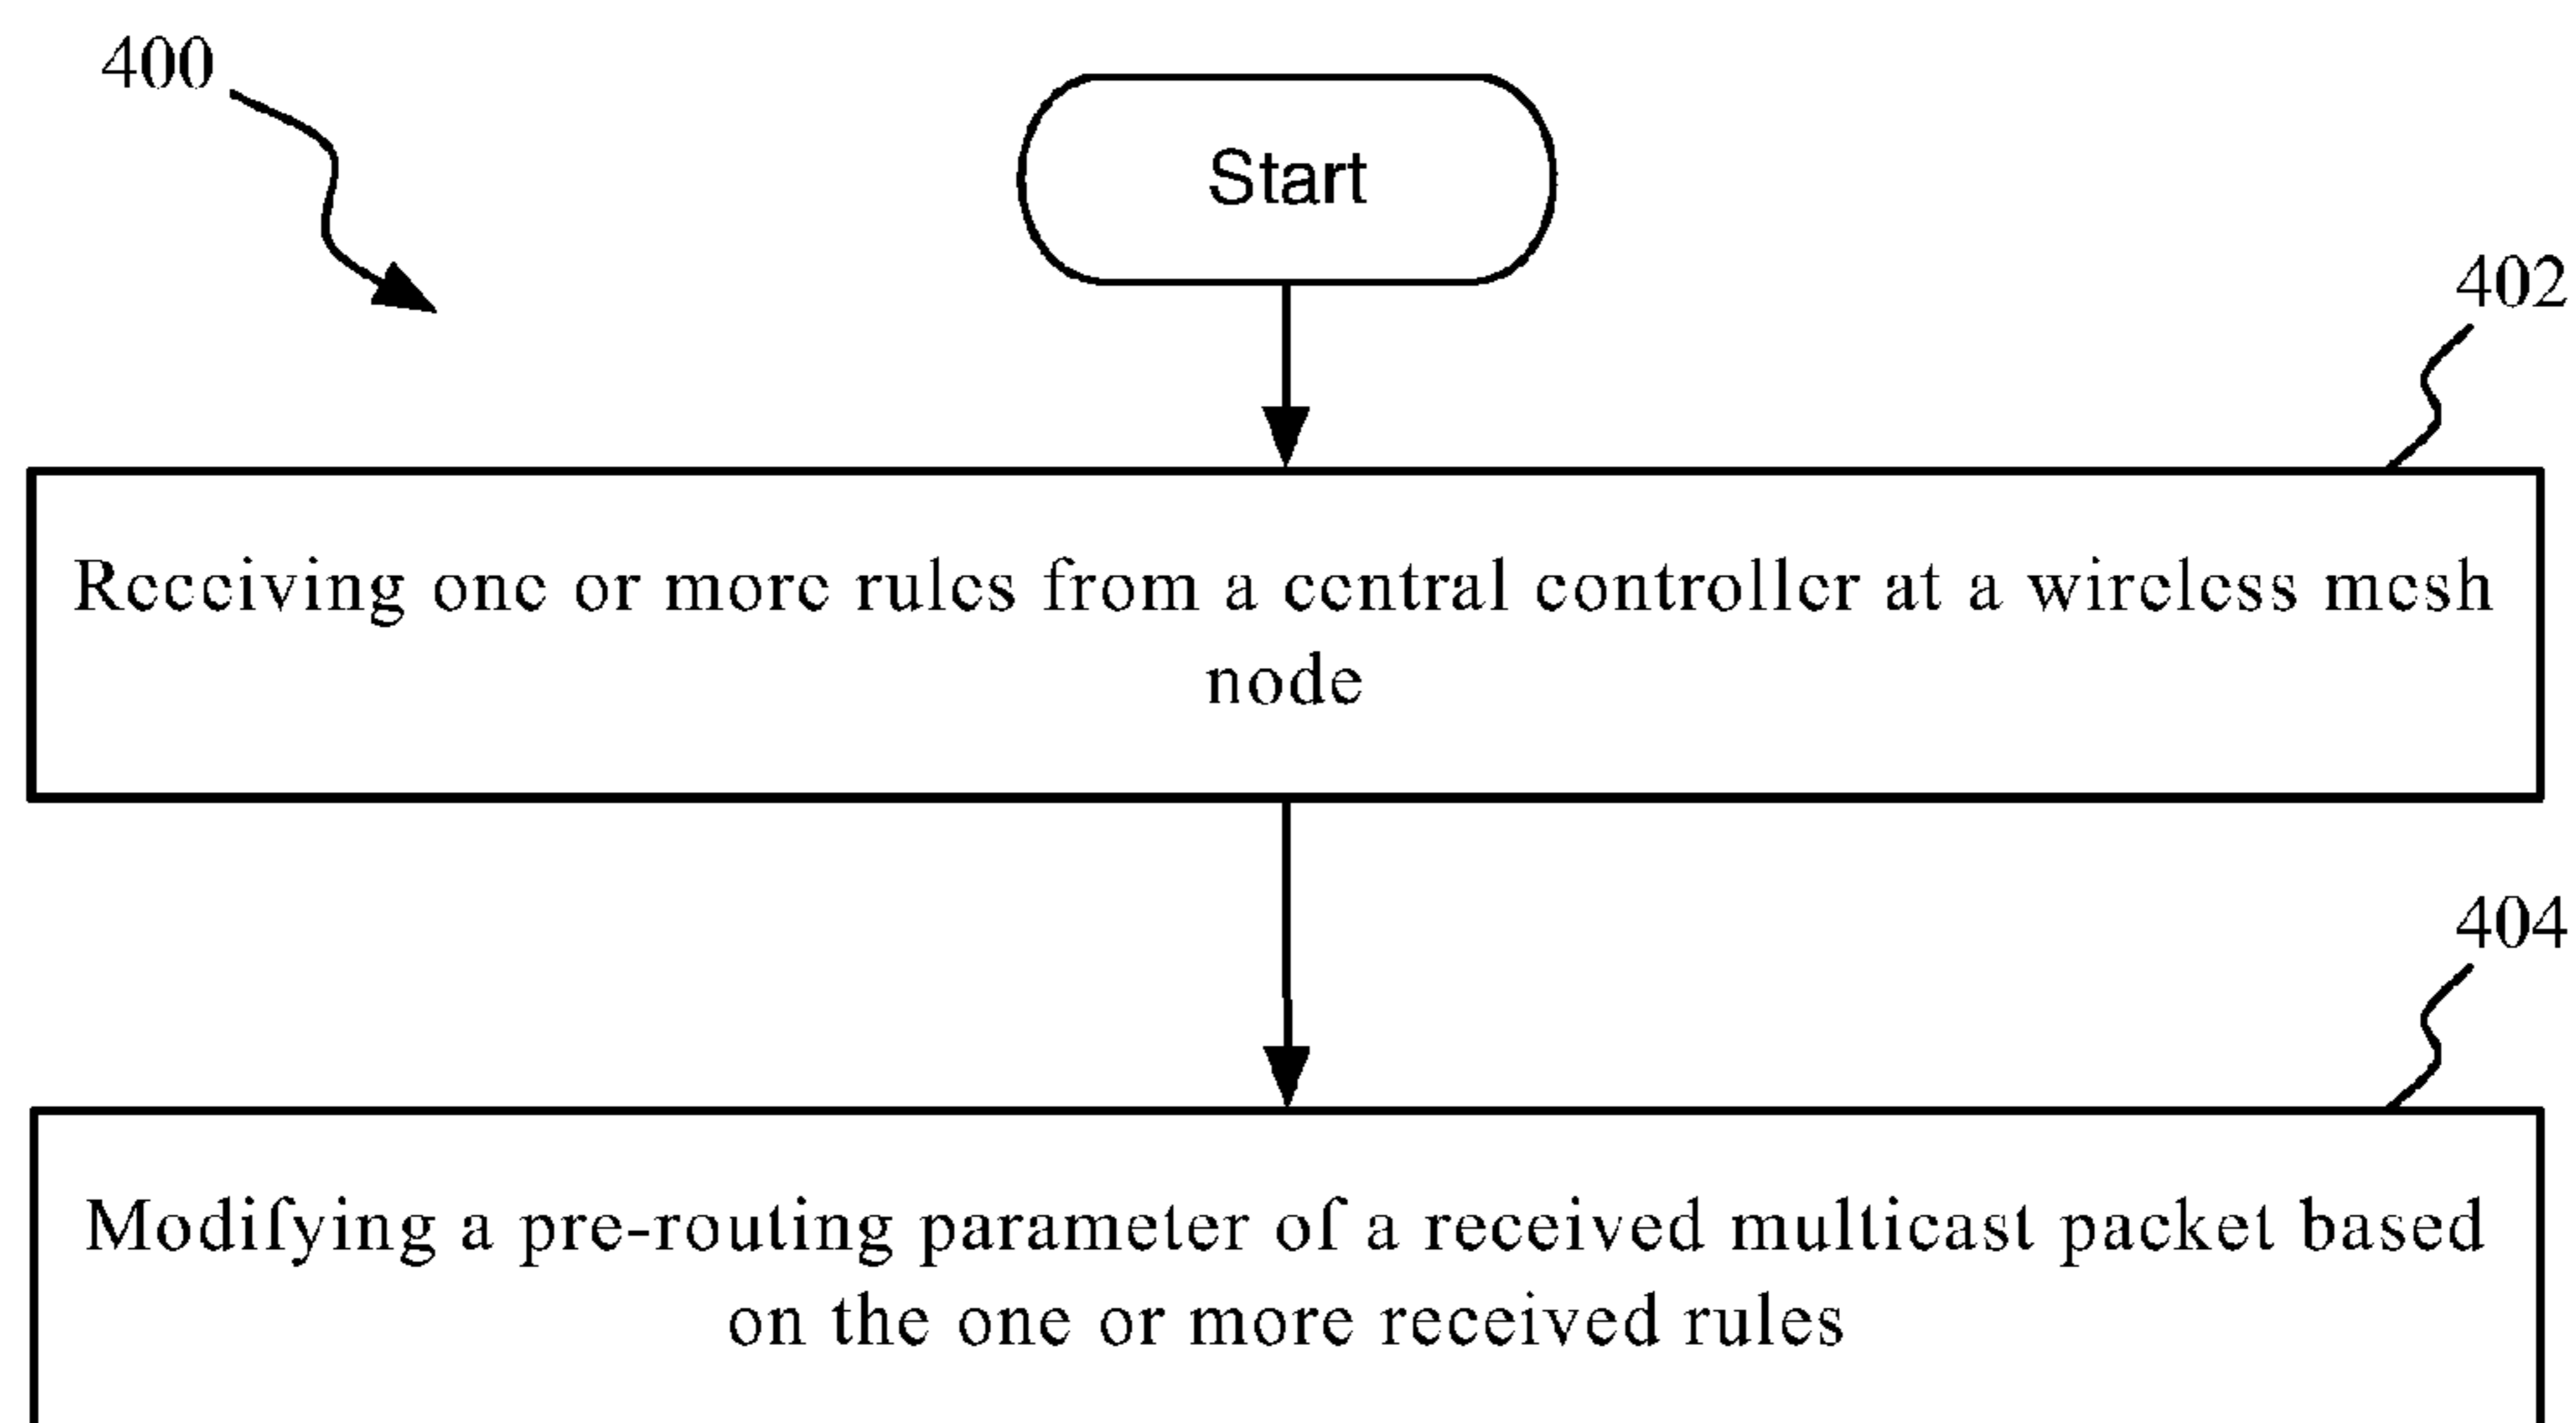 400
Start
402
Receiving one or more rules from a central controller at a wireless mesh
node
404
Modifying a pre-routing parameter of a received multicast packet based
on the one or more received rules